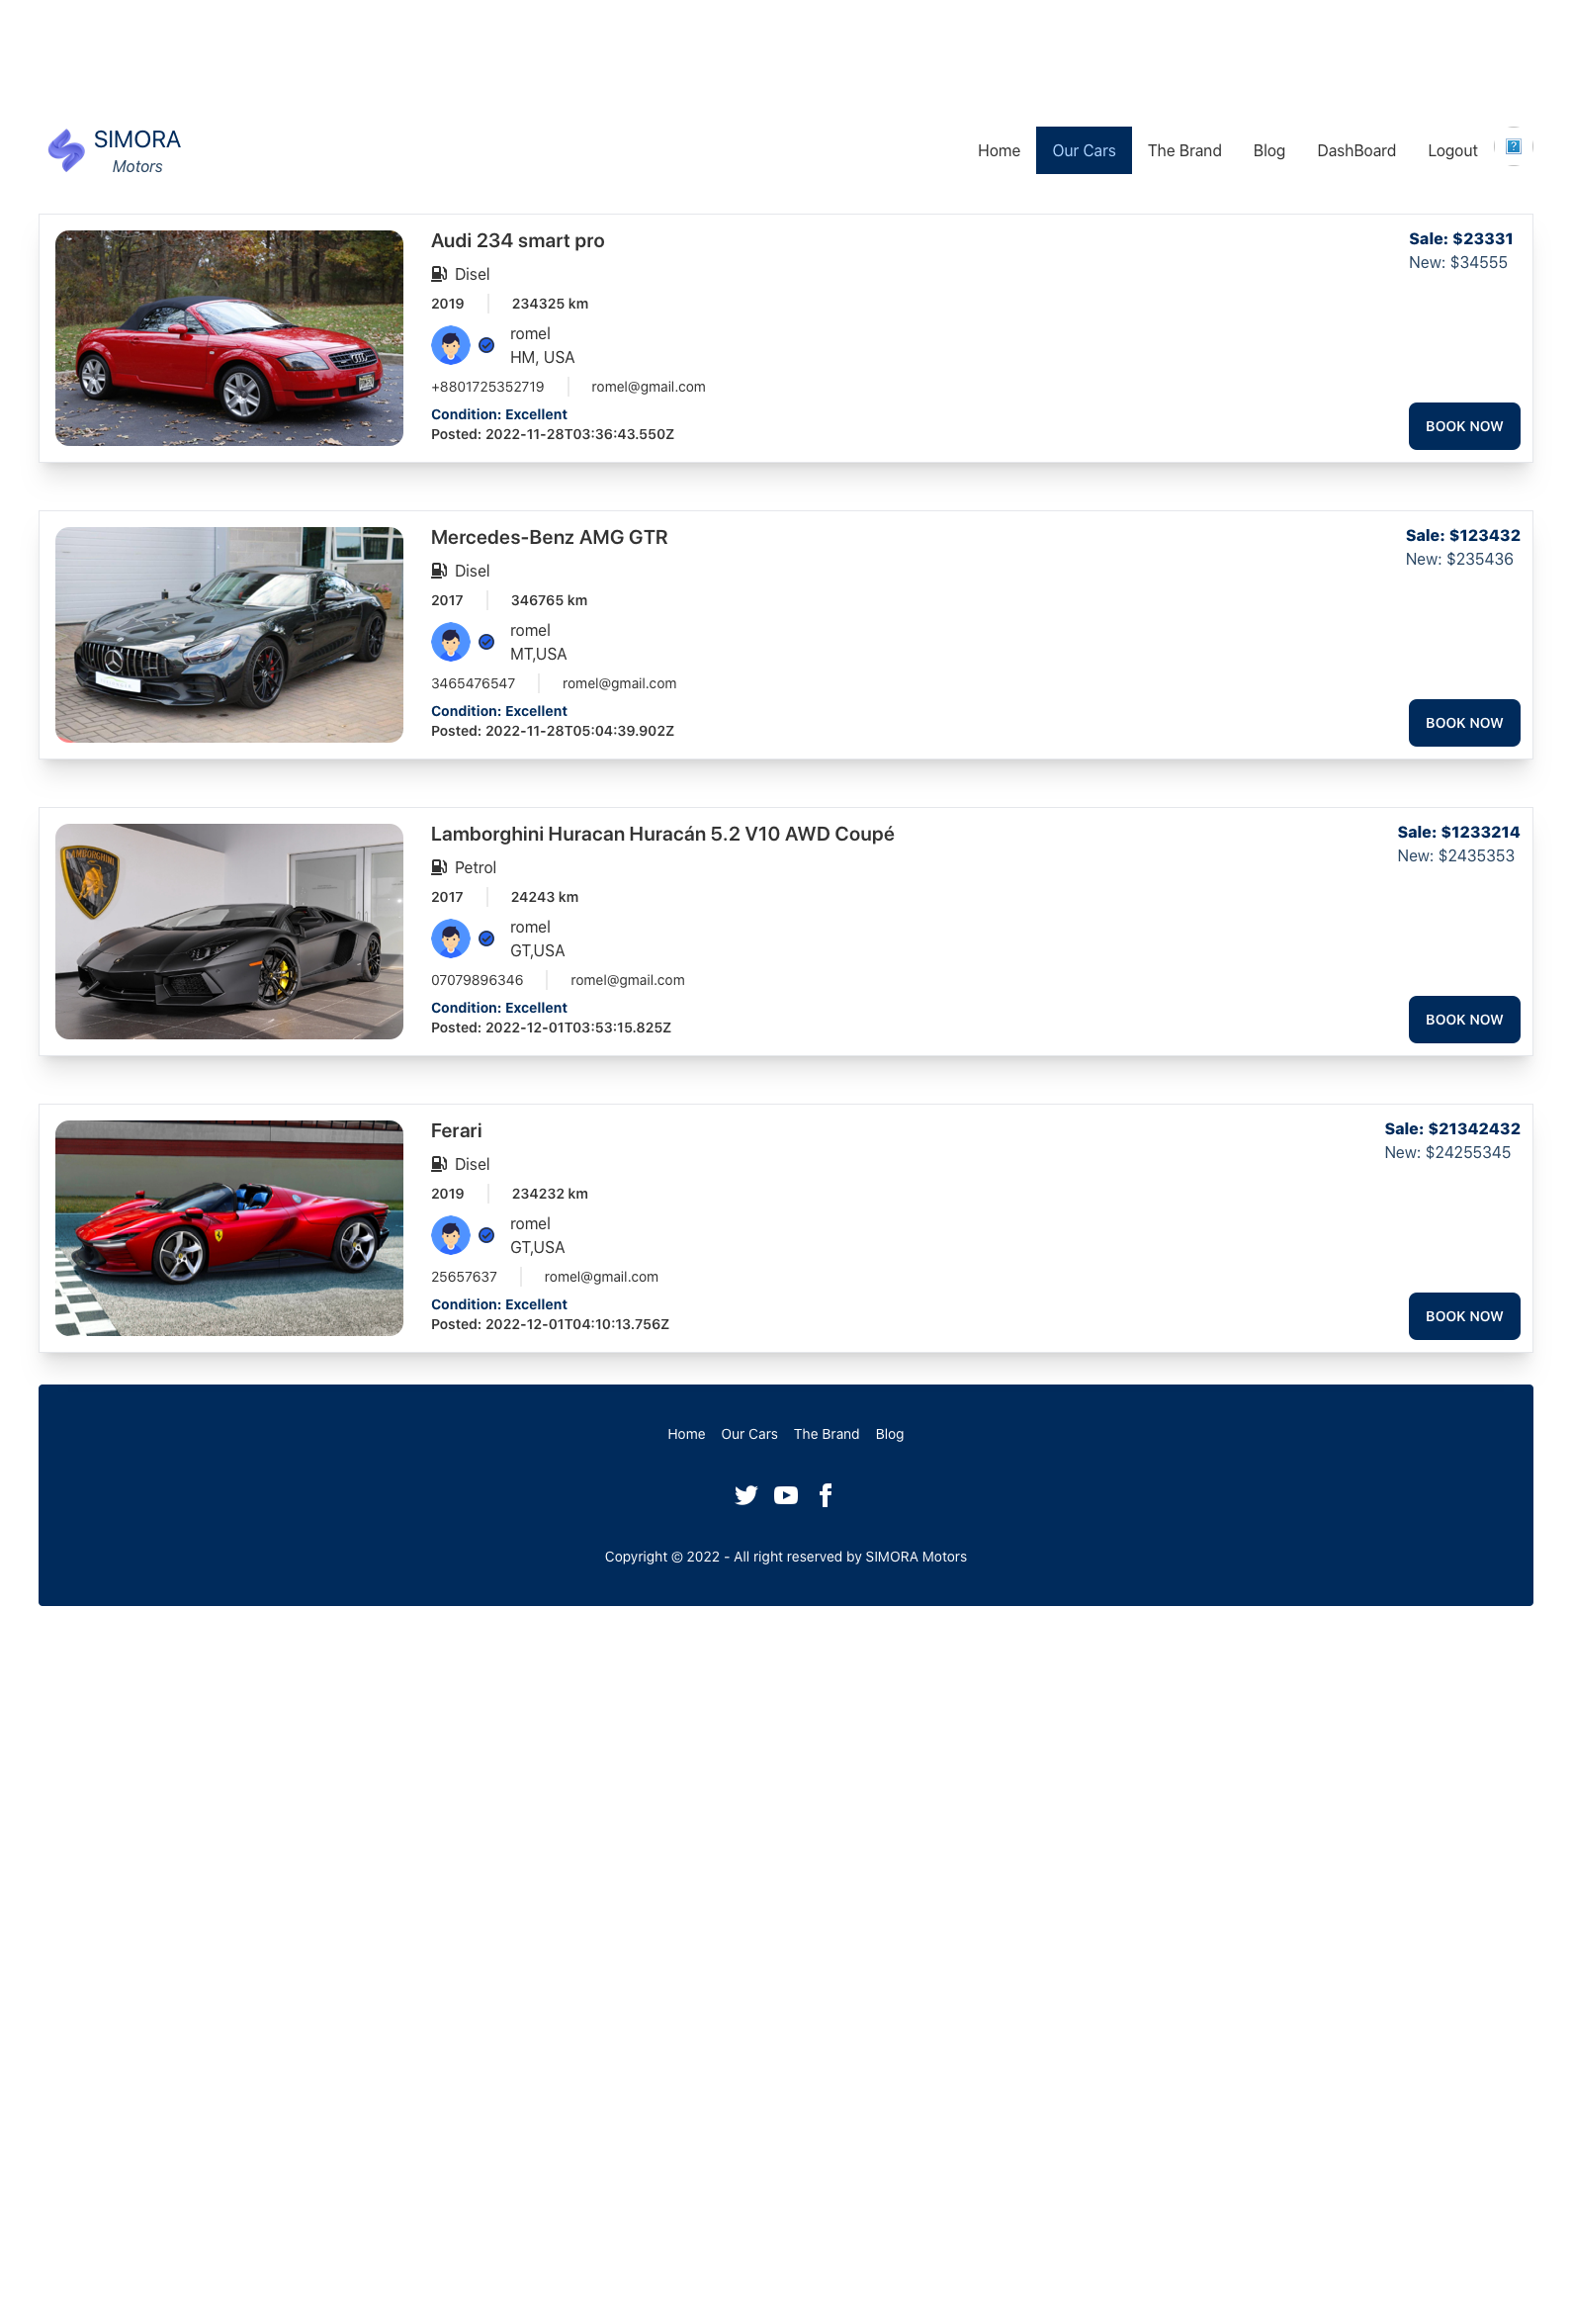 SIMORA
Motors
Home Our Cars The Brand Blog DashBoard Logout
Audi 234 smart pro
Disel
2019 234325 km
romel
HM, USA
+8801725352719 romel@gmail.com
Condition: Excellent
Posted: 2022-11-28T03:36:43.550Z
Sale: $23331
New: $34555
BOOK NOW
Mercedes-Benz AMG GTR
Disel
2017 346765 km
romel
MT,USA
3465476547 romel@gmail.com
Condition: Excellent
Posted: 2022-11-28T05:04:39.902Z
Sale: $123432
New: $235436
BOOK NOW
LAMBORGHINI
Lamborghini Huracan Huracán 5.2 V10 AWD Coupé
Petrol
2017 24243 km
romel
GT,USA
07079896346 romel@gmail.com
Condition: Excellent
Posted: 2022-12-01T03:53:15.825Z
Sale: $1233214
New: $2435353
BOOK NOW
Ferari
Disel
2019 234232 km
romel
GT,USA
25657637 romel@gmail.com
Condition: Excellent
Posted: 2022-12-01T04:10:13.756Z
Sale: $21342432
New: $24255345
BOOK NOW
Home Our Cars The Brand Blog
Copyright © 2022 - All right reserved by SIMORA Motors